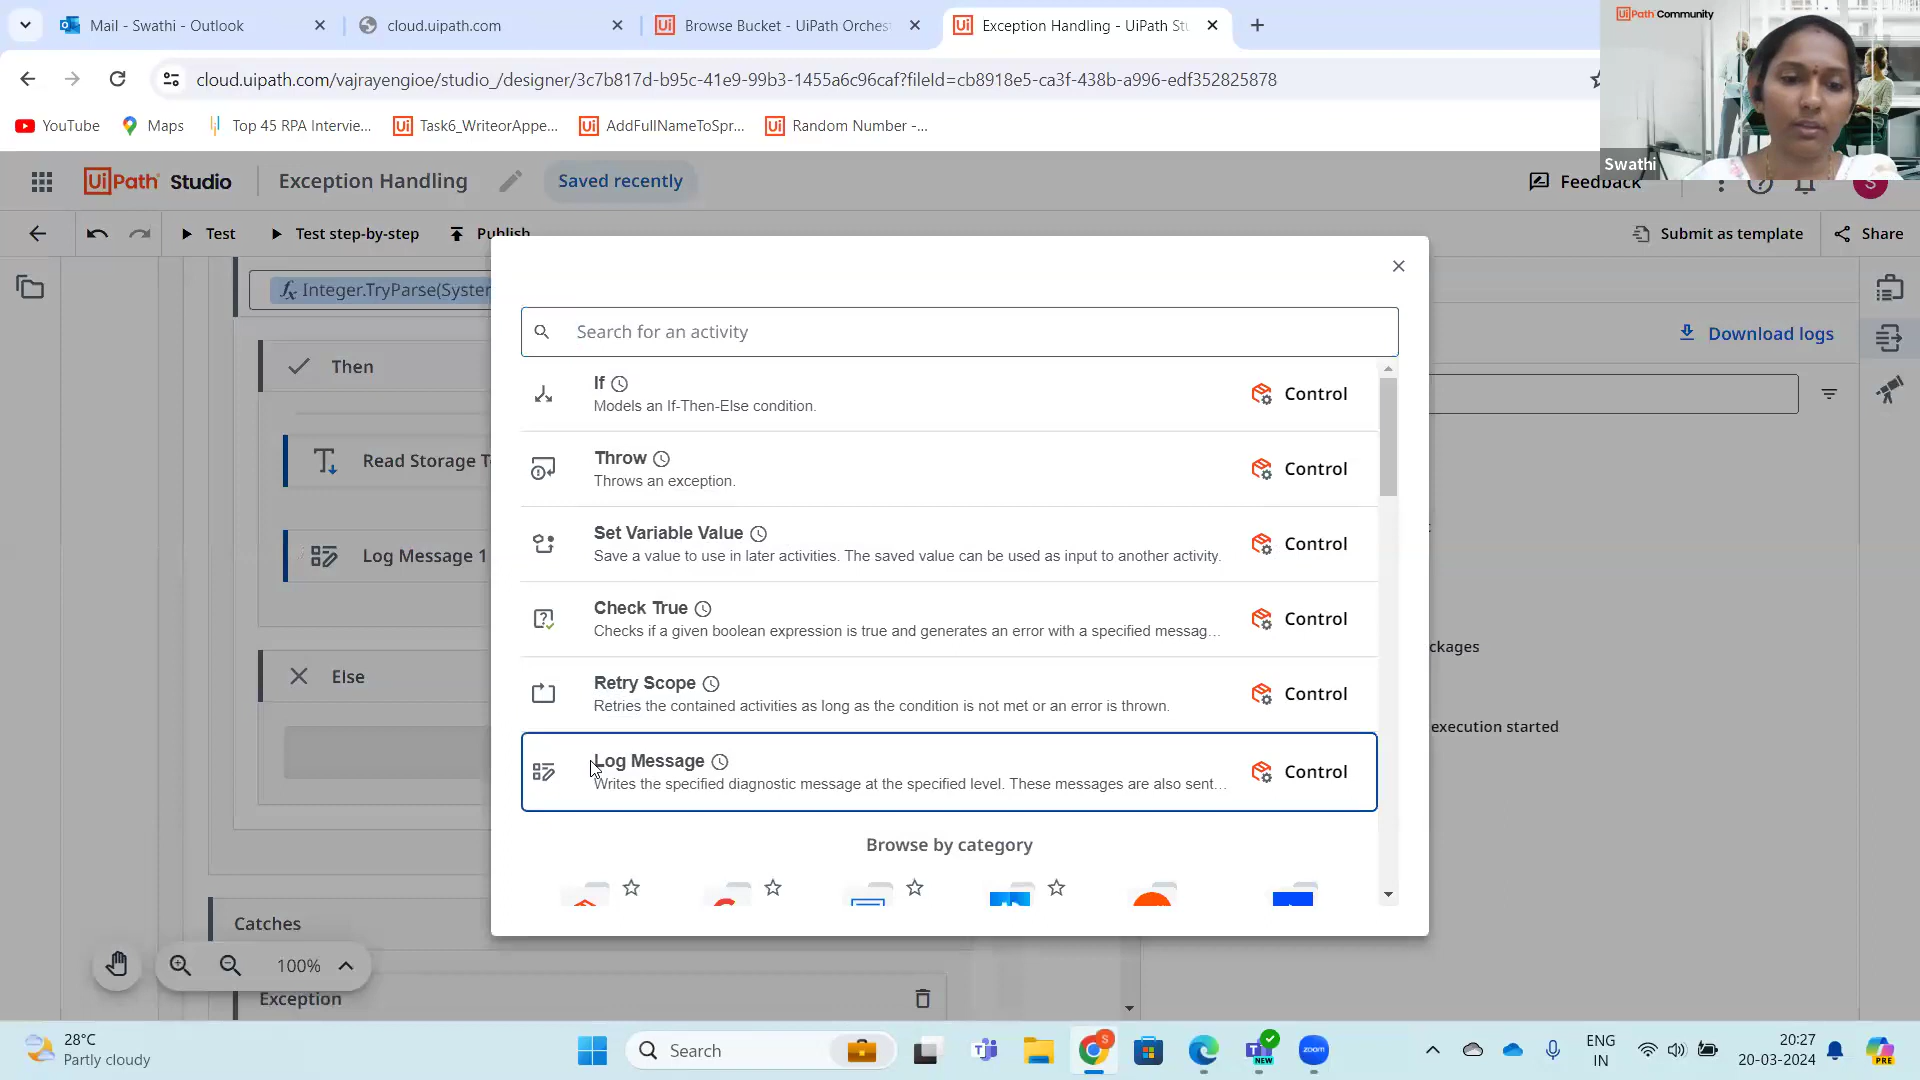 Mail - Swathi - Outlook
cloud.uipath.com
Browse Bucket - UiPath Orches
Exception Handling - UiPath St
UiPath Community
cloud.uipath.com/vajrayengioe/studio_/designer/3c7b817d-b95c-41e9-99b3-1455a6c96caf?fileId=cb8918e5-ca3f-438b-a996-edf352825878
YouTube
Maps
Top 45 RPA Intervie...
Task6_WriteorAppe...
AddFullNameToSpr...
Random Number -...
Swathi
UiPath Studio
Exception Handling
Saved recently
Feedback
S
Test
Test step-by-step
Publish
Submit as template
Share
fx Integer.TryParse(System
Download logs
Search for an activity
Then
If
Models an If-Then-Else condition.
Control
Throw
Throws an exception.
Control
Read Storage T
Set Variable Value
Save a value to use in later activities. The saved value can be used as input to another activity.
Control
Log Message 1
Check True
Checks if a given boolean expression is true and generates an error with a specified messag...
Control
ckages
Else
Retry Scope
Retries the contained activities as long as the condition is not met or an error is thrown.
Control
execution started
Log Message
Writes the specified diagnostic message at the specified level. These messages are also sent...
Control
Browse by category
Catches
100%
Exception
28°C
Partly cloudy
Search
NEW
zoom
ENG
IN
20:27
20-03-2024
PRE